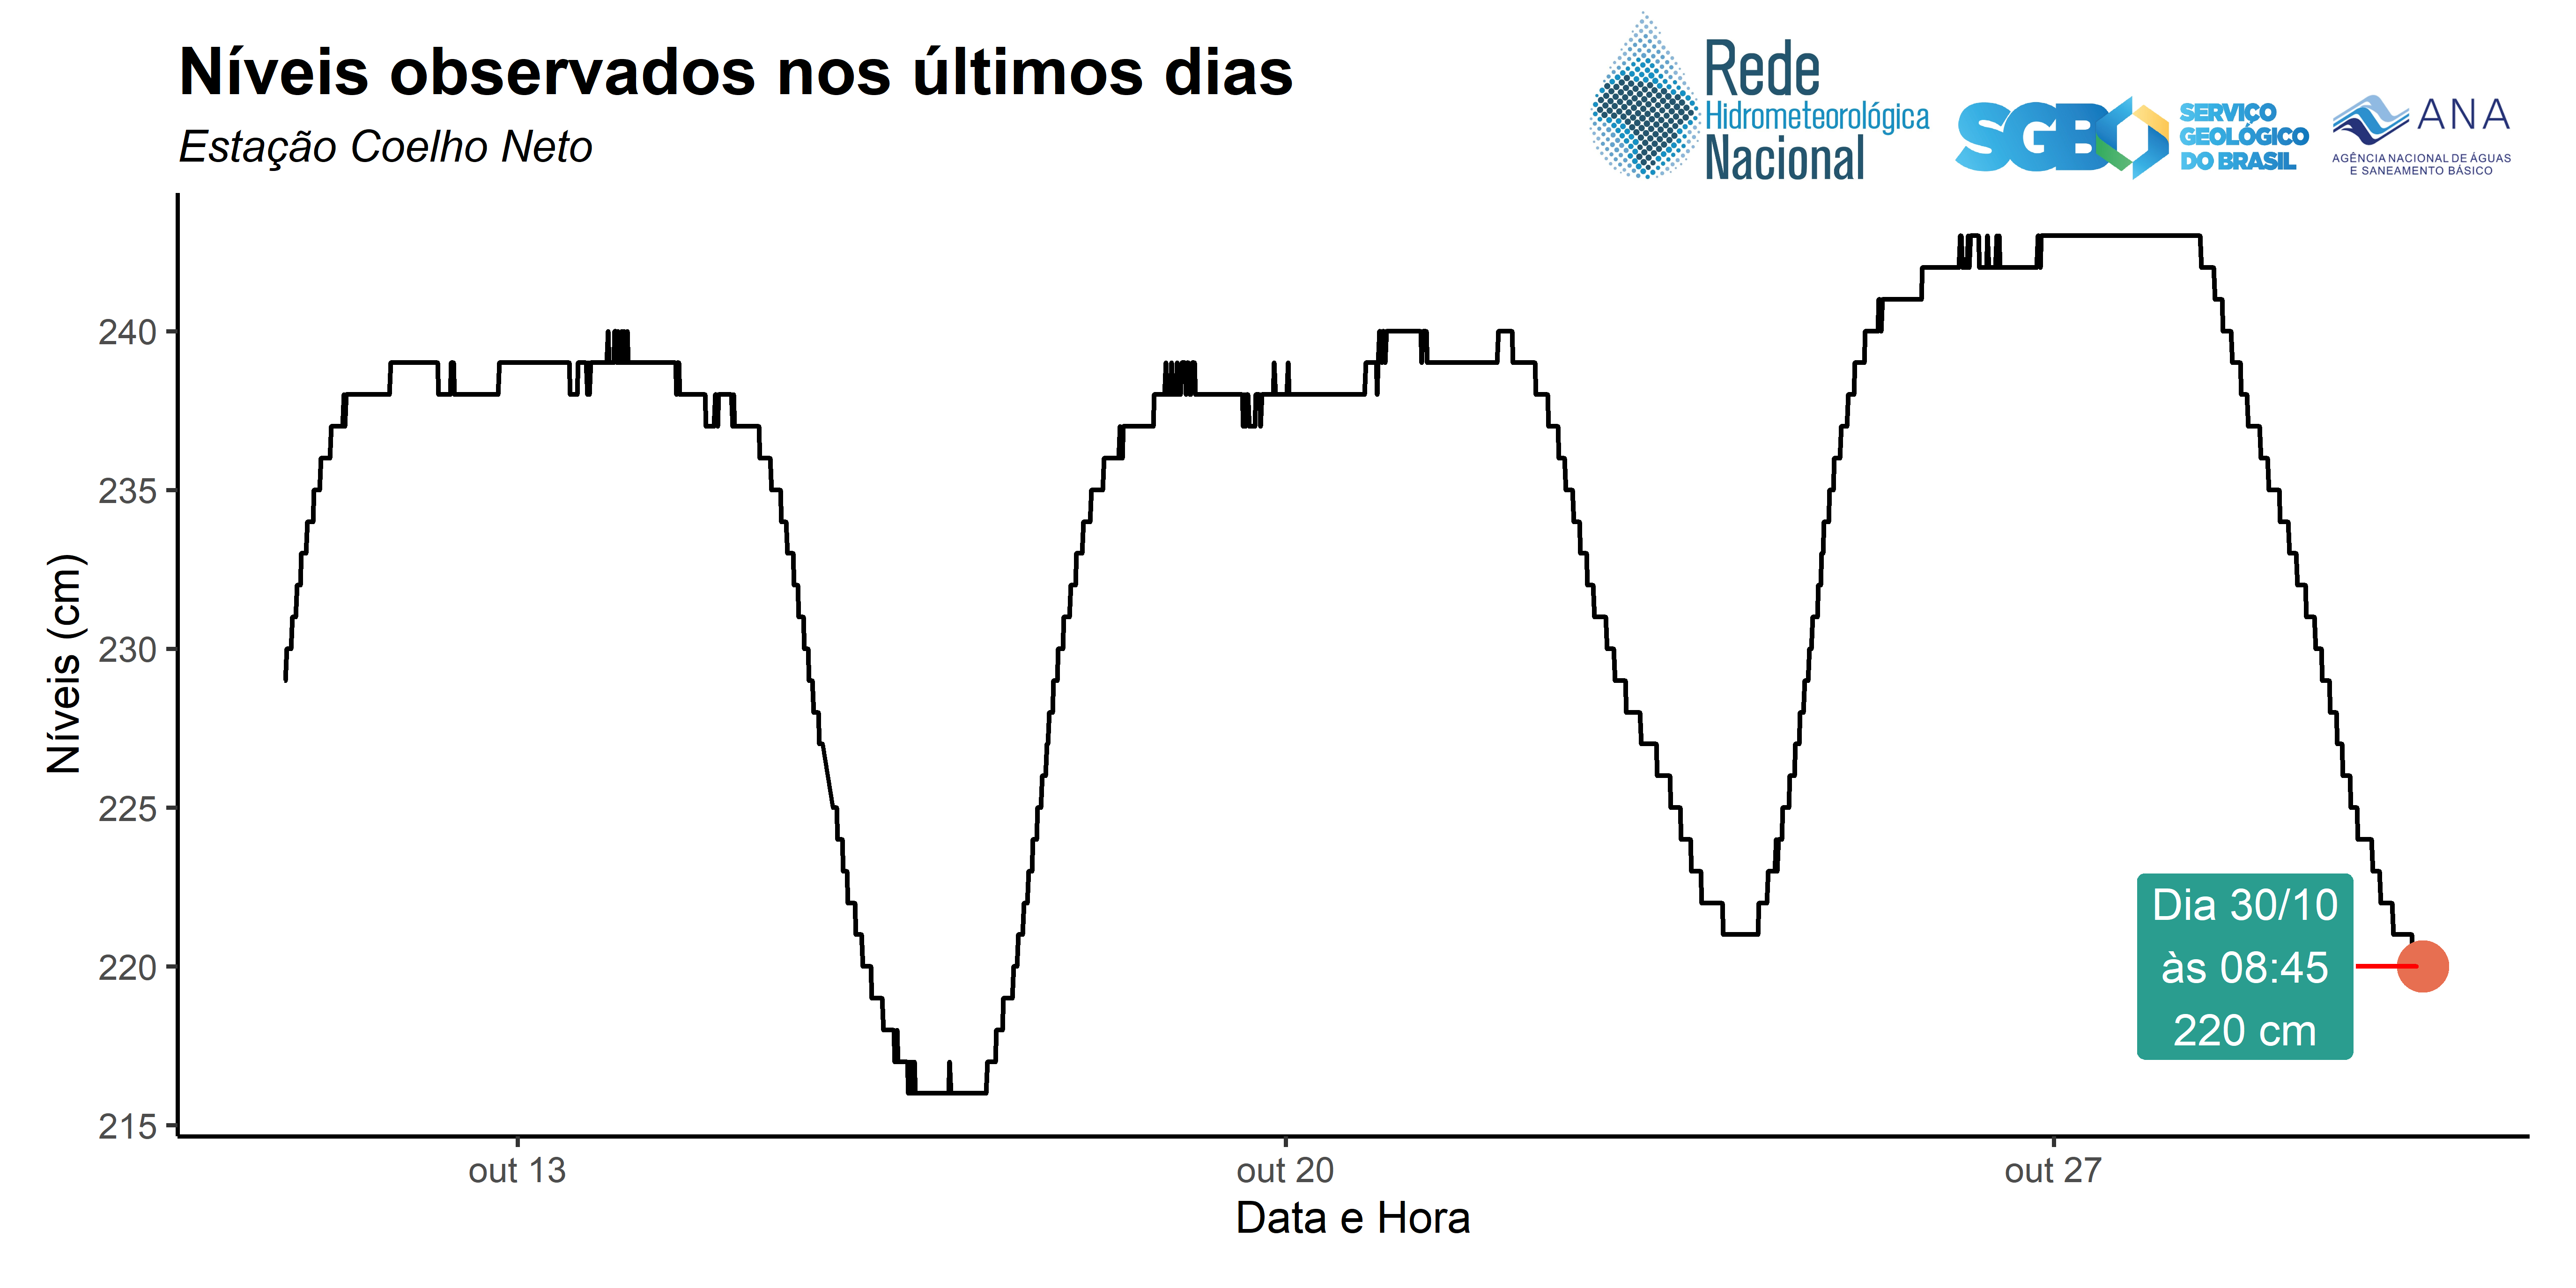 Níveis observados nos últimos dias
Estação Coelho Neto
Rede
Hidrometeorológica
Nacional
SGB
SERVIÇO
GEOLÓGICO
DO BRASIL
ANA
AGÊNCIA NACIONAL DE ÁGUAS
E SANEAMENTO BÁSICO
Níveis (cm)
240
235
230
225
220
215
Dia 30/10
às 08:45
220 cm
out 13
out 20
out 27
Data e Hora